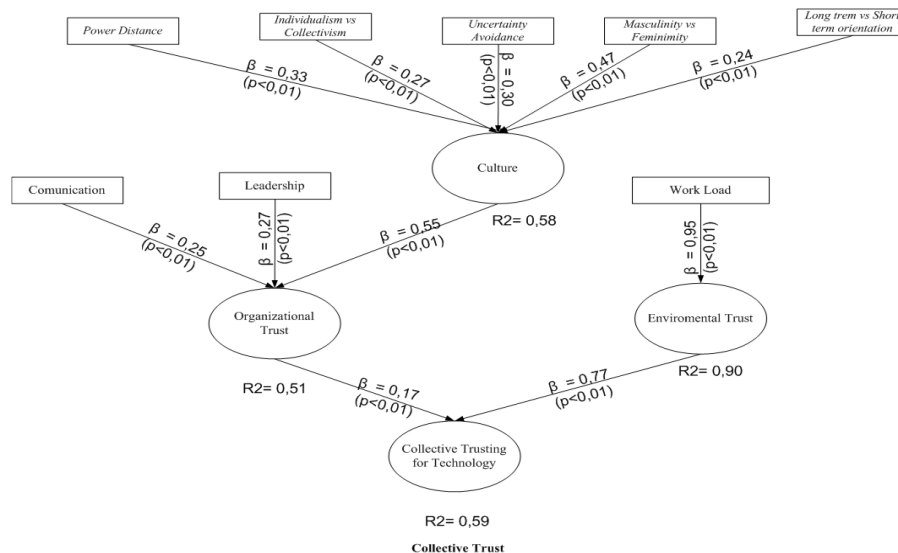 Power Distance
Individualism vs
Collectivism
Uncertainty
Avoidance
Masculinity vs
Feminimity
Long trem vs Short
term orientation
β = 0,33
(p<0,01)
β = 0,27
(p<0,01)
β = 0,30
(p<0,01)
β = 0,47
(p<0,01)
β = 0,24
(p<0,01)
Culture
R2= 0,58
Comunication
Leadership
Work Load
β = 0,25
(p<0,01)
β = 0,27
(p<0,01)
β = 0,55
(p<0,01)
β = 0,95
(p<0,01)
Organizational
Trust
R2= 0,51
Enviromental Trust
R2= 0,90
β = 0,17
(p<0,01)
β = 0,77
(p<0,01)
Collective Trusting
for Technology
R2= 0,59
Collective Trust